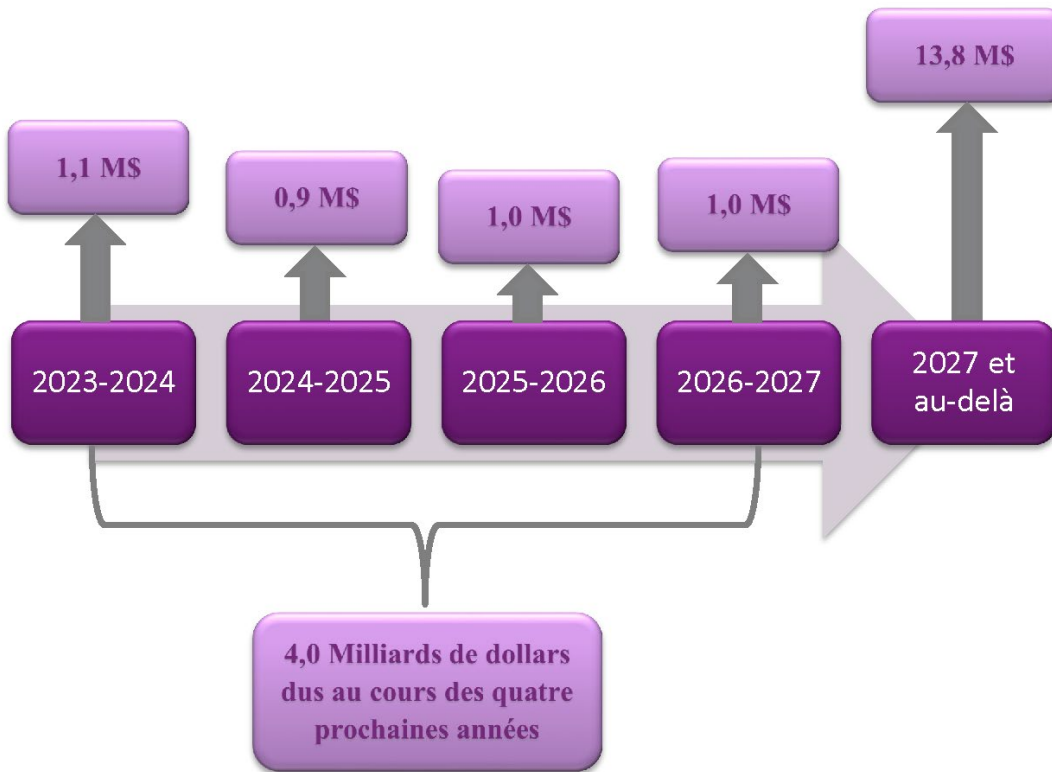 13,8 M$
1,1 M$
0,9 M$
1,0 M$
1,0 M$
2023-2024
2024-2025
2025-2026
2026-2027
2027 et
au-delà
4,0 Milliards de dollars
dus au cours des quatre
prochaines années